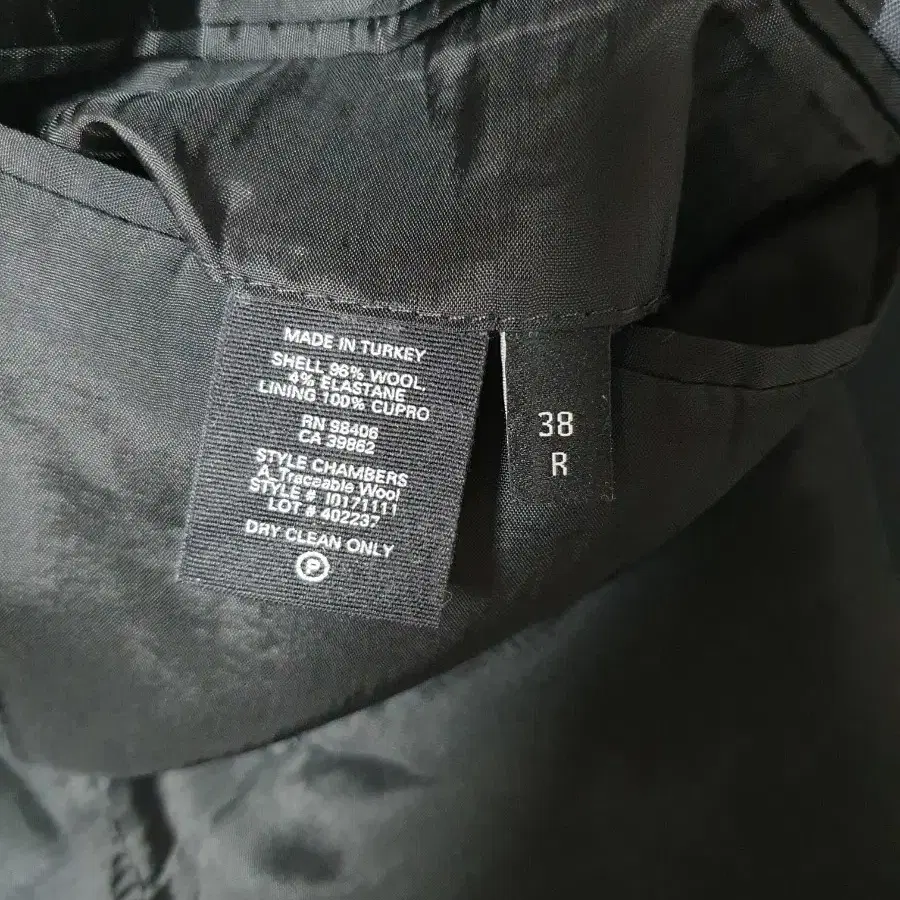 MADE IN TURKEY
SHELL 96% WOOL,
4% ELASTANE
LINING 100% CUPRO
RN 98406
CA 39862
STYLE CHAMBERS
A_Traceable Wool
STYLE # I0171111
LOT # 402237
DRY CLEAN ONLY
P
38
R